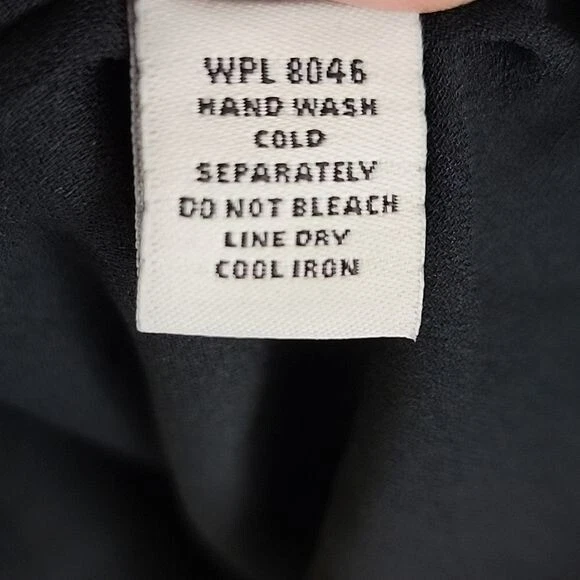 WPL 8046
HAND WASH
COLD
SEPARATELY
DO NOT BLEACH
LINE DRY
COOL IRON